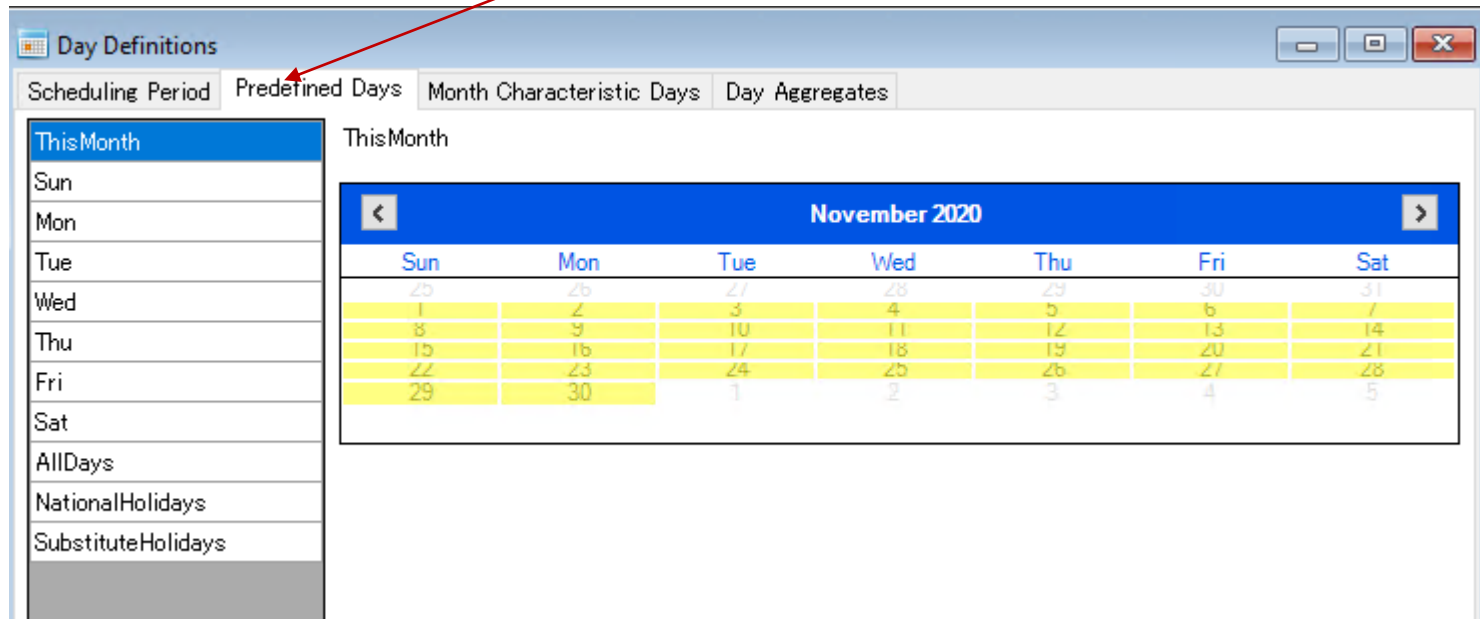 Day Definitions
Scheduling Period Predefined Days Month Characteristic Days Day Aggregates
ThisMonth
Sun
Mon
Tue
Wed
Thu
Fri
Sat
AllDays
NationalHolidays
SubstituteHolidays
ThisMonth
November 2020
Sun Mon Tue Wed Thu Fri Sat
25 26 27 28 29 30 31
1 2 3 4 5 6 7
8 9 10 11 12 13 14
15 16 17 18 19 20 21
22 23 24 25 26 27 28
29 30 1 2 3 4 5